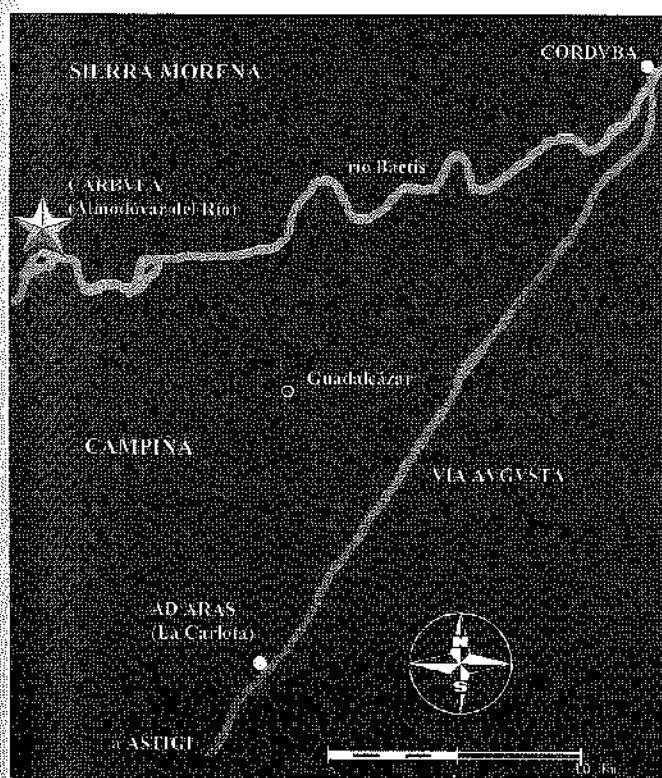 CORDVBA
SIERRA MORENA
río Baetis
CARBVLA
(Almodóvar del Río)
Guadalcázar
CAMPIÑA
VIA AVGVSTA
AD ARAS
(La Carlota)
N
S
a ASTIGI
10 Km